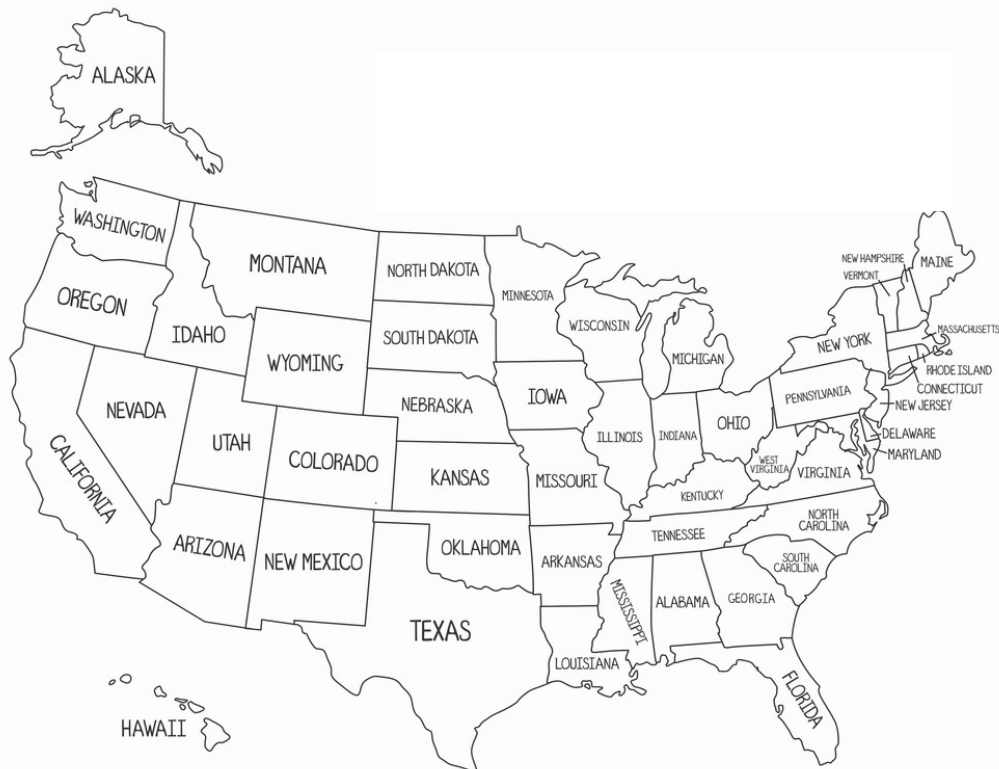 ALASKA
WASHINGTON
MONTANA
NORTH DAKOTA
MINNESOTA
NEW HAMPSHIRE
VERMONT
MAINE
OREGON
IDAHO
WYOMING
SOUTH DAKOTA
WISCONSIN
MICHIGAN
NEW YORK
MASSACHUSETTS
RHODE ISLAND
CONNECTICUT
NEW JERSEY
NEVADA
UTAH
COLORADO
NEBRASKA
IOWA
ILLINOIS
INDIANA
OHIO
PENNSYLVANIA
DELAWARE
MARYLAND
CALIFORNIA
KANSAS
MISSOURI
WEST
VIRGINIA
VIRGINIA
KENTUCKY
ARIZONA
NEW MEXICO
OKLAHOMA
ARKANSAS
TENNESSEE
NORTH
CAROLINA
SOUTH
CAROLINA
TEXAS
LOUISIANA
MISSISSIPPI
ALABAMA
GEORGIA
FLORIDA
HAWAII